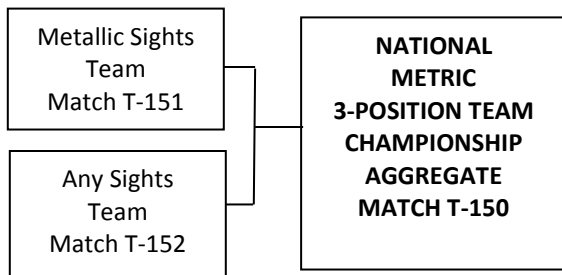 Metallic Sights
Team
Match T-151
Any Sights
Team
Match T-152
NATIONAL
METRIC
3-POSITION TEAM
CHAMPIONSHIP
AGGREGATE
MATCH T-150